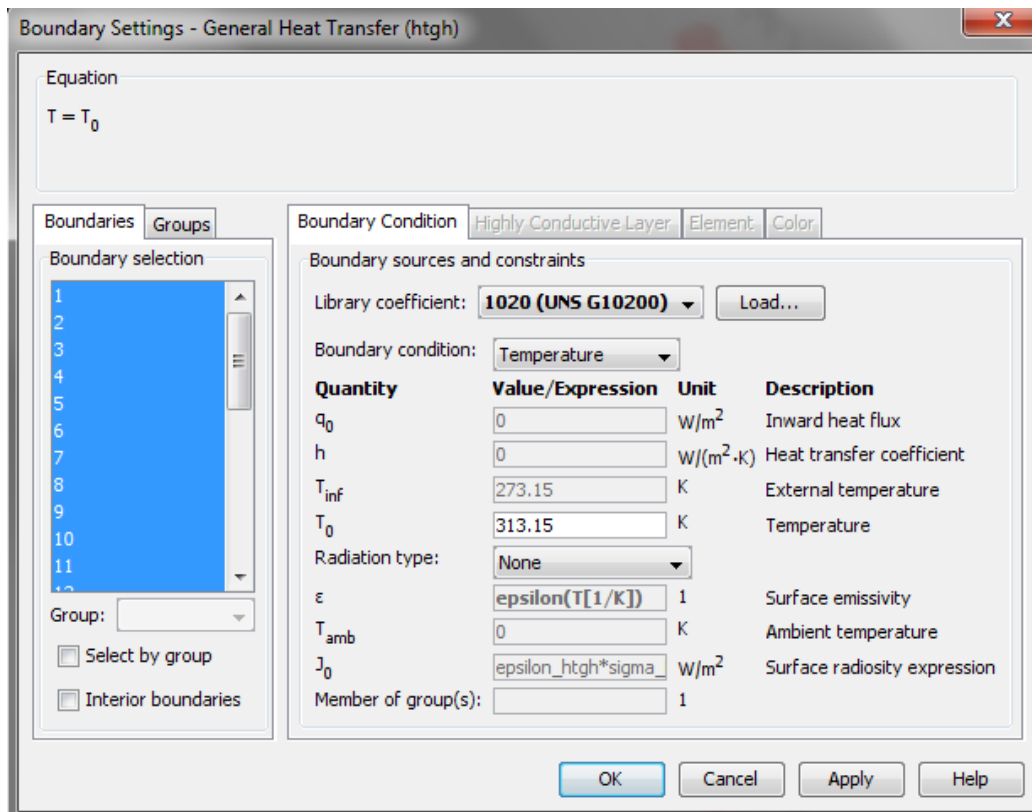 Boundary Settings - General Heat Transfer (htgh)
Equation
T = T0
Boundaries Groups
Boundary selection
1
2
3
4
5
6
7
8
9
10
11
Group:
Select by group
Interior boundaries
Boundary Condition Highly Conductive Layer Element Color
Boundary sources and constraints
Library coefficient: 1020 (UNS G10200) Load...
Boundary condition: Temperature
Quantity Value/Expression Unit Description
q0 0 W/m² Inward heat flux
h 0 W/(m²·K) Heat transfer coefficient
Tinf 273.15 K External temperature
T0 313.15 K Temperature
Radiation type: None
ε epsilon(T[1/K]) 1 Surface emissivity
Tamb 0 K Ambient temperature
J0 epsilon_htgh*sigma_ W/m² Surface radiosity expression
Member of group(s): 1
OK Cancel Apply Help